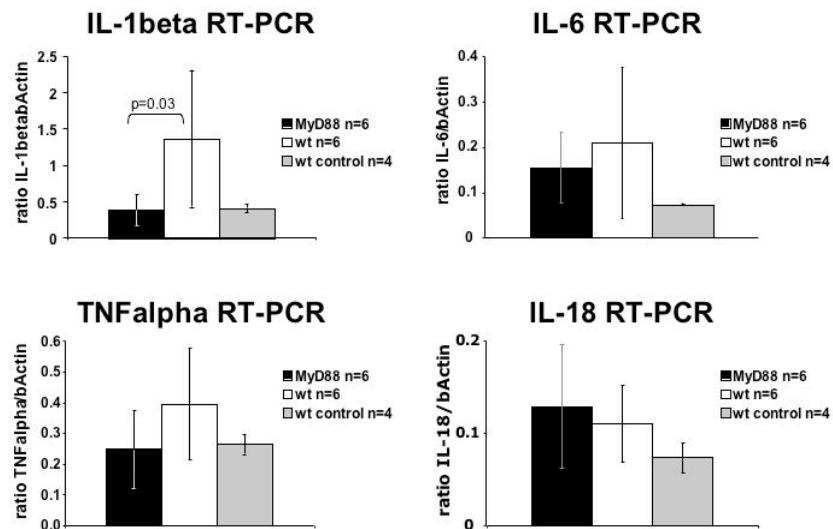 IL-1beta RT-PCR
ratio IL-1beta/bActin
2.5
2
1.5
1
0.5
0
p=0.03
MyD88 n=6
wt n=6
wt control n=4
IL-6 RT-PCR
ratio IL-6/bActin
0.4
0.3
0.2
0.1
0
MyD88 n=6
wt n=6
wt control n=4
TNFalpha RT-PCR
ratio TNFalpha/bActin
0.6
0.5
0.4
0.3
0.2
0.1
0.0
MyD88 n=6
wt n=6
wt control n=4
IL-18 RT-PCR
ratio IL-18/bActin
0.2
0.1
0
MyD88 n=6
wt n=6
wt control n=4